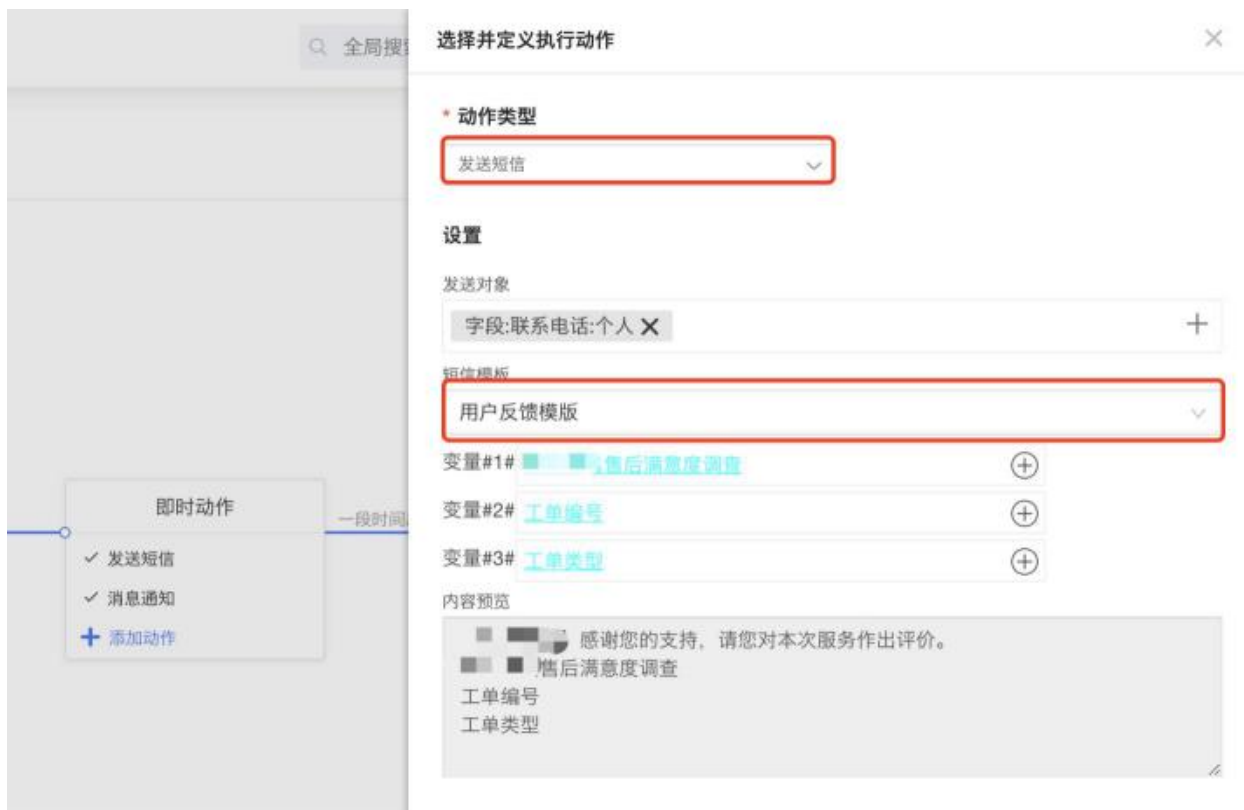 全局搜
选择并定义执行动作
* 动作类型
发送短信
设置
发送对象
字段:联系电话:个人
短信模板
用户反馈模版
变量#1# 售后满意度调查
变量#2# 工单编号
变量#3# 工单类型
内容预览
感谢您的支持，请您对本次服务作出评价。
售后满意度调查
工单编号
工单类型
即时动作
一段时间
发送短信
消息通知
添加动作